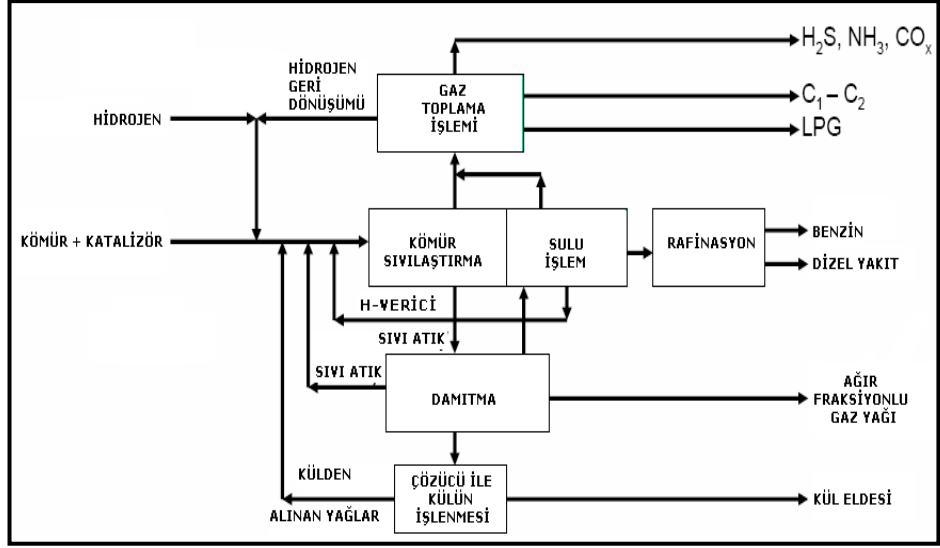 H₂S, NH₃, COₓ
HİDROJEN
GERİ
DÖNÜŞÜMÜ
GAZ
TOPLAMA
İŞLEMİ
C₁ – C₂
LPG
HİDROJEN
KÖMÜR + KATALİZÖR
KÖMÜR
SIVILAŞTIRMA
SULU
İŞLEM
RAFİNASYON
BENZİN
DİZEL YAKIT
H-VERİCİ
SIVI ATIK
SIVI ATIK
DAMITMA
AĞIR
FRAKSİYONLU
GAZ YAĞI
KÜLDEN
ALINAN YAĞLAR
ÇÖZÜCÜ İLE
KÜLÜN
İŞLENMESİ
KÜL ELDESİ